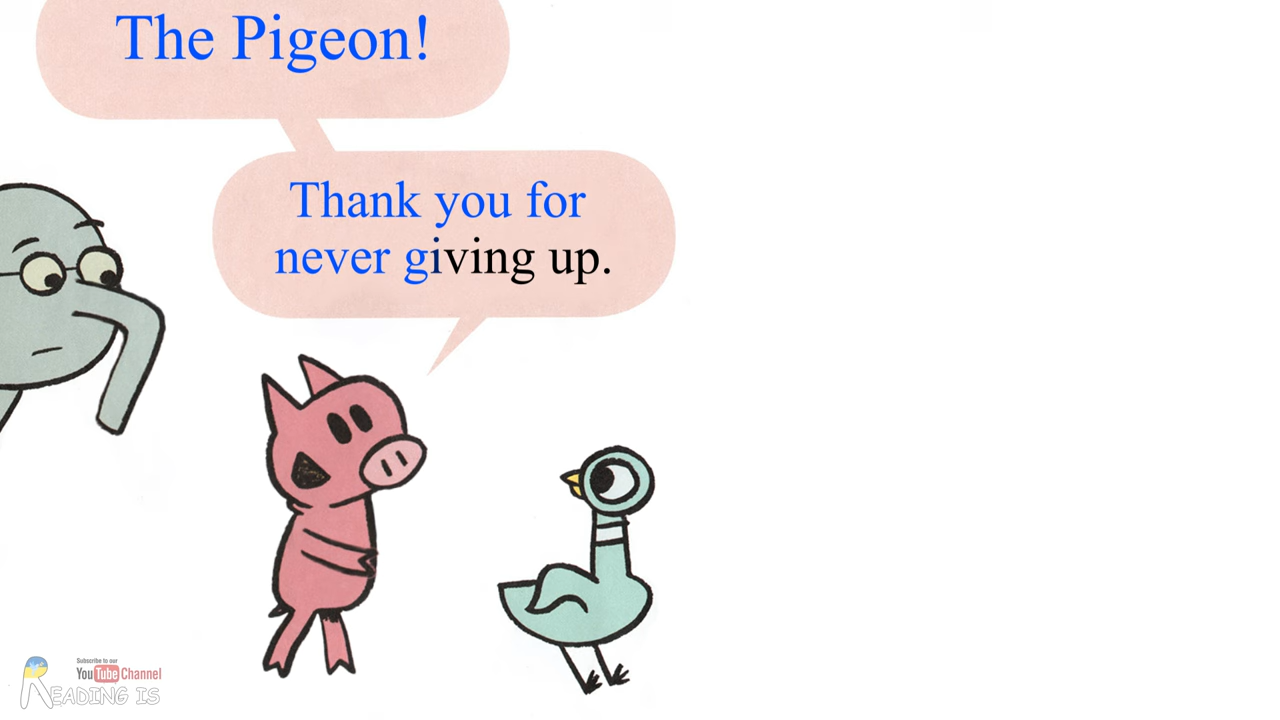 The Pigeon!
Thank you for
never giving up.
Subscribe to our
YouTube Channel
READING IS